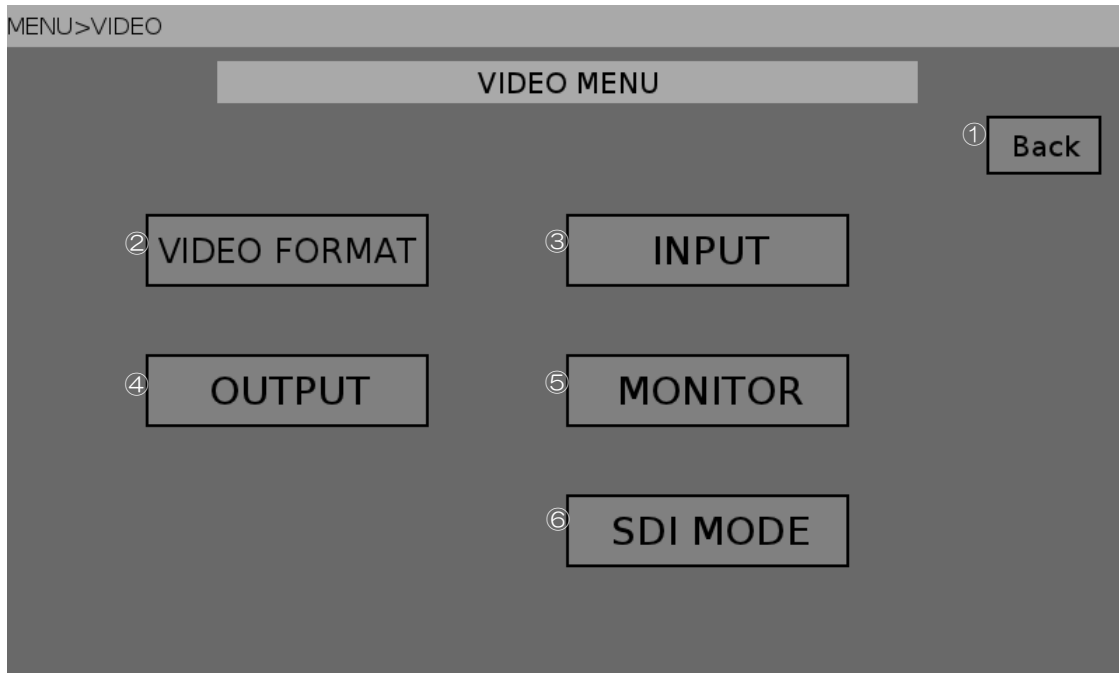 MENU>VIDEO
VIDEO MENU
① Back
② VIDEO FORMAT
③ INPUT
④ OUTPUT
⑤ MONITOR
⑥ SDI MODE